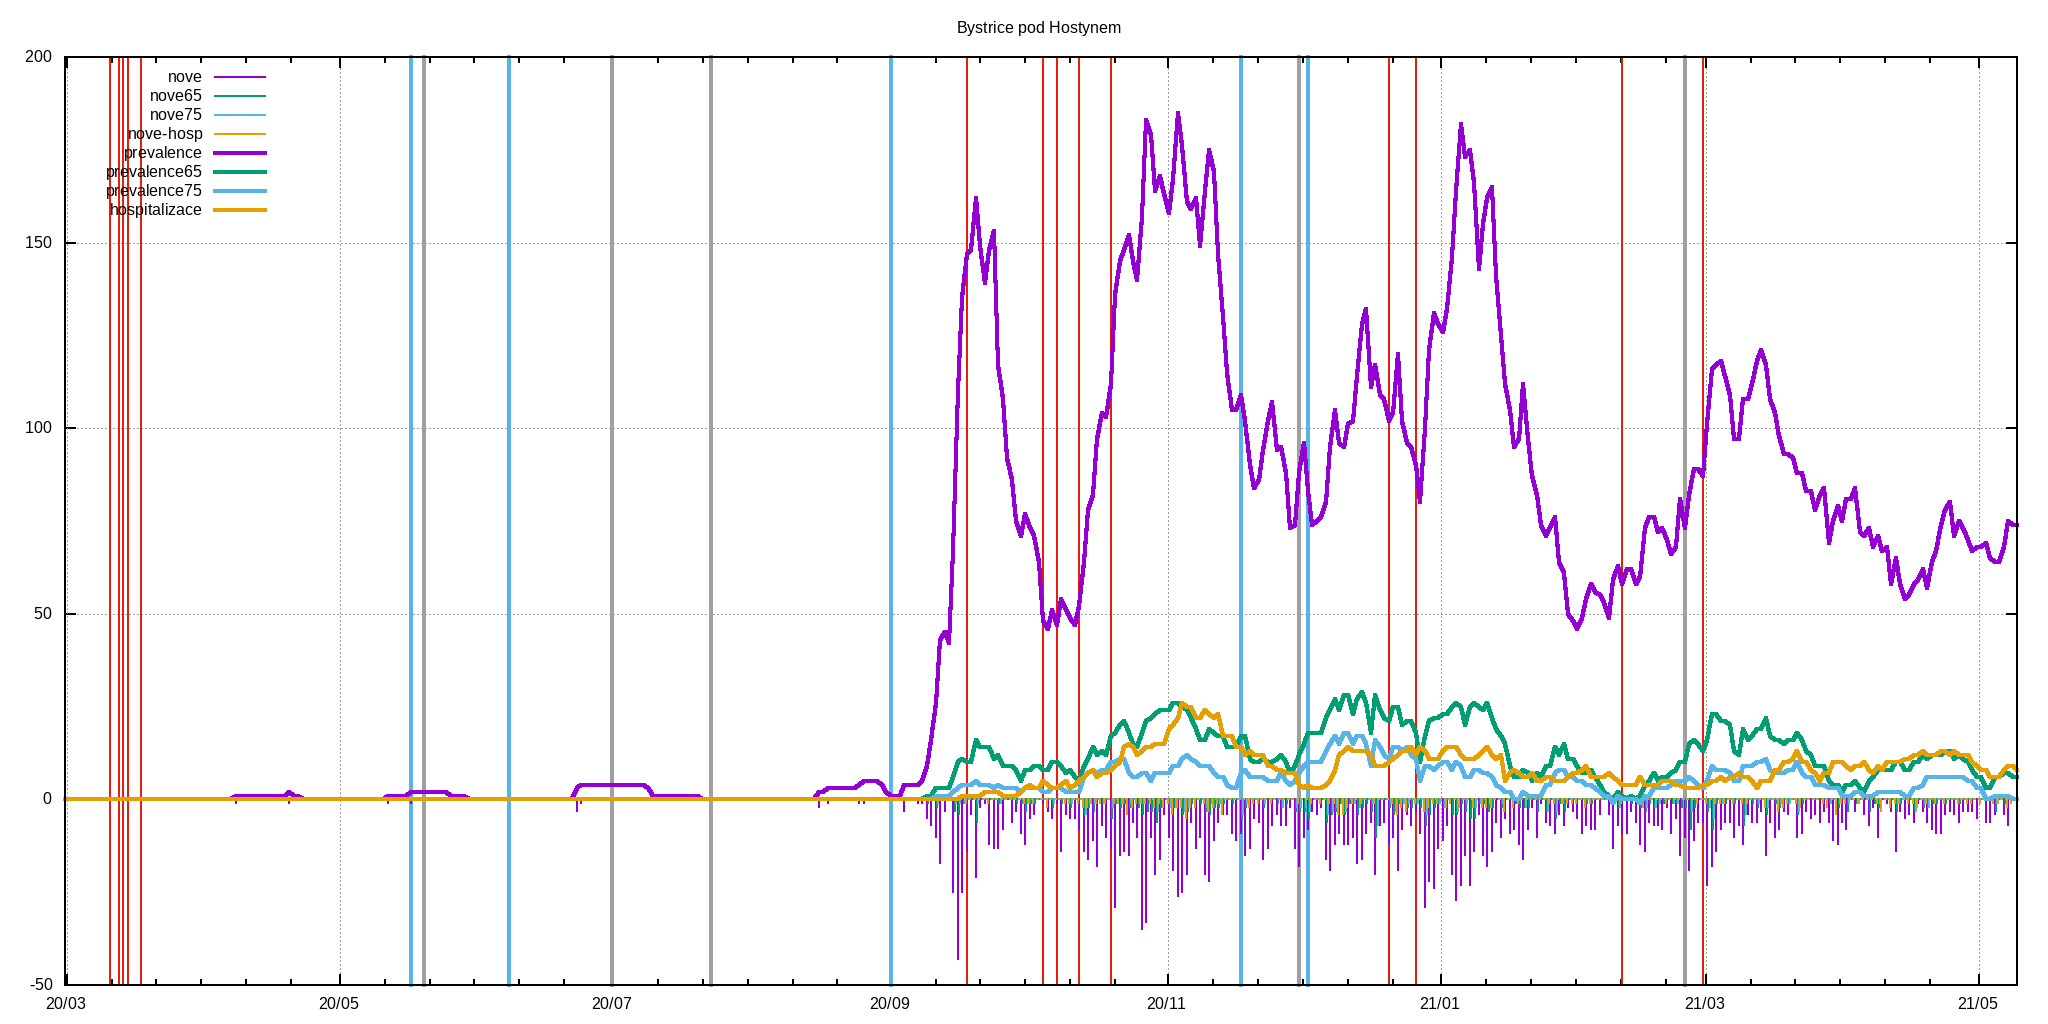 Bystrice pod Hostynem
200
150
100
50
0
-50
nove
nove65
nove75
nove-hosp
prevalence
prevalence65
prevalence75
hospitalizace
20/03 20/05 20/07 20/09 20/11 21/01 21/03 21/05